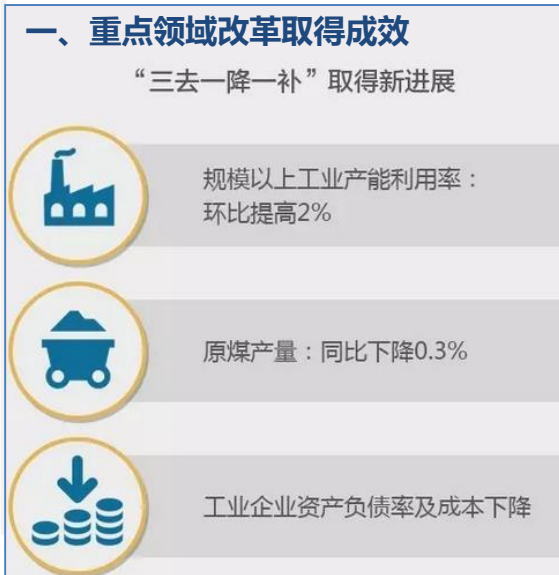 一、重点领域改革取得成效
“三去一降一补”取得新进展
规模以上工业产能利用率：
环比提高2%
原煤产量：同比下降0.3%
工业企业资产负债率及成本下降